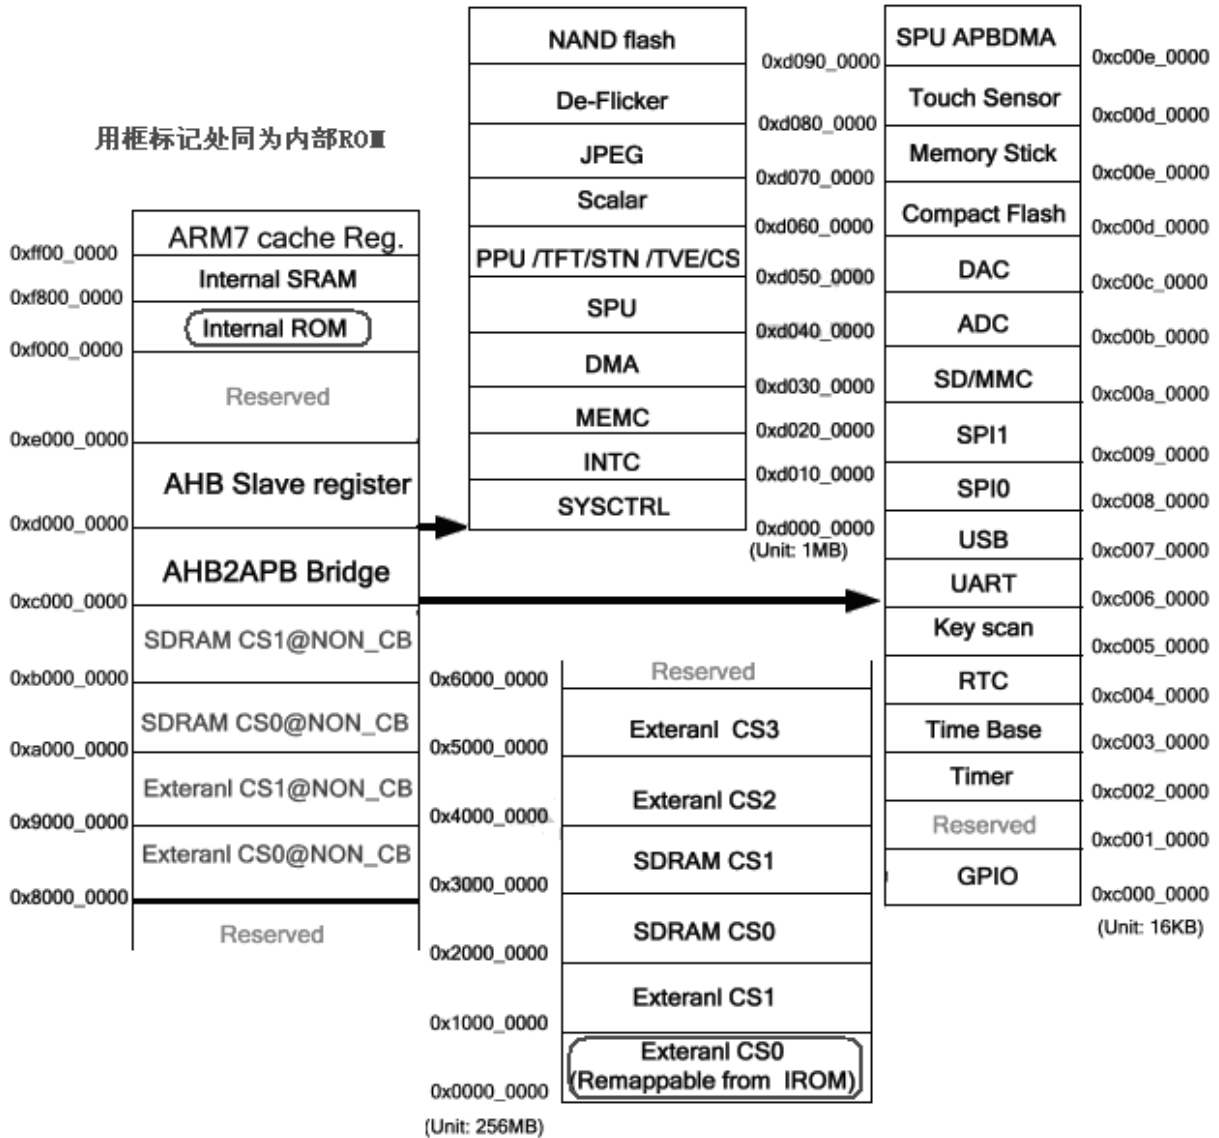 用框标记处同为内部ROM
ARM7 cache Reg.
0xff00_0000
Internal SRAM
0xf800_0000
Internal ROM
0xf000_0000
Reserved
0xe000_0000
AHB Slave register
0xd000_0000
AHB2APB Bridge
0xc000_0000
SDRAM CS1@NON_CB
0xb000_0000
SDRAM CS0@NON_CB
0xa000_0000
Exteranl CS1@NON_CB
0x9000_0000
Exteranl CS0@NON_CB
0x8000_0000
Reserved
NAND flash
0xd090_0000
De-Flicker
0xd080_0000
JPEG
0xd070_0000
Scalar
0xd060_0000
PPU /TFT/STN /TVE/CS
0xd050_0000
SPU
0xd040_0000
DMA
0xd030_0000
MEMC
0xd020_0000
INTC
0xd010_0000
SYSCTRL
0xd000_0000
(Unit: 1MB)
Reserved
0x6000_0000
Exteranl CS3
0x5000_0000
Exteranl CS2
0x4000_0000
SDRAM CS1
0x3000_0000
SDRAM CS0
0x2000_0000
Exteranl CS1
0x1000_0000
Exteranl CS0
(Remappable from IROM)
0x0000_0000
(Unit: 256MB)
SPU APBDMA
0xc00e_0000
Touch Sensor
0xc00d_0000
Memory Stick
0xc00e_0000
Compact Flash
0xc00d_0000
DAC
0xc00c_0000
ADC
0xc00b_0000
SD/MMC
0xc00a_0000
SPI1
0xc009_0000
SPI0
0xc008_0000
USB
0xc007_0000
UART
0xc006_0000
Key scan
0xc005_0000
RTC
0xc004_0000
Time Base
0xc003_0000
Timer
0xc002_0000
Reserved
0xc001_0000
GPIO
0xc000_0000
(Unit: 16KB)